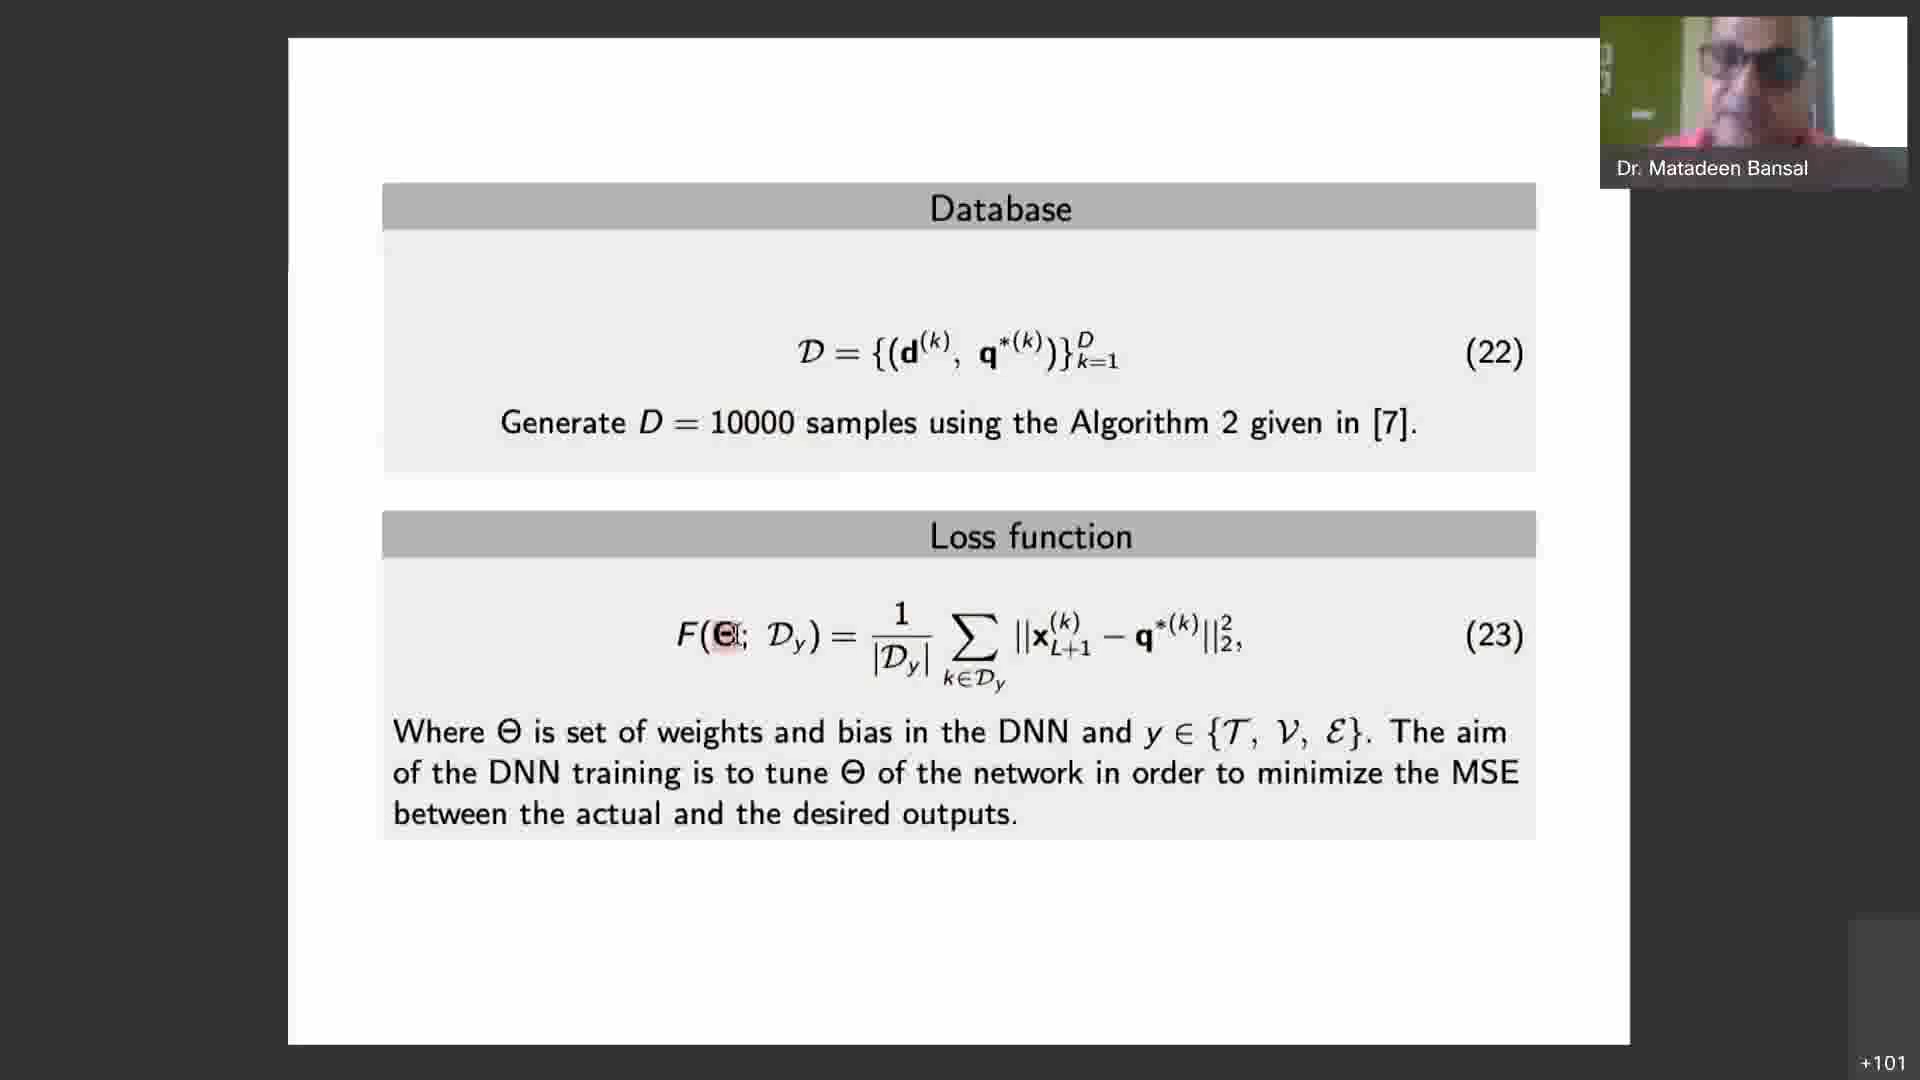 Dr. Matadeen Bansal
Database
𝒟 = {(𝐝^(k), 𝐪^*(k))}_{k=1}^D (22)
Generate D = 10000 samples using the Algorithm 2 given in [7].
Loss function
F(𝚯; 𝒟_y) = 1/|𝒟_y| ∑_{k∈𝒟_y} ||𝐱_{L+1}^(k) − 𝐪^*(k)||_2^2, (23)
Where Θ is set of weights and bias in the DNN and y ∈ {𝒯, 𝒱, ℰ}. The aim
of the DNN training is to tune Θ of the network in order to minimize the MSE
between the actual and the desired outputs.
+101